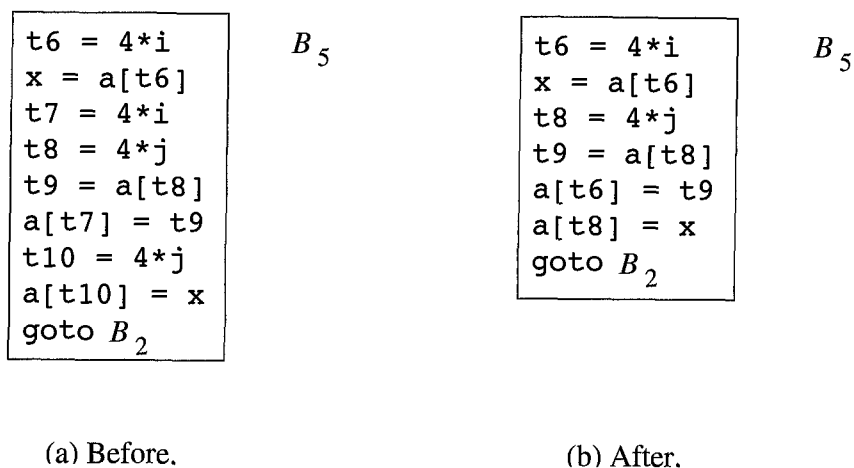 t6 = 4*i
x = a[t6]
t7 = 4*i
t8 = 4*j
t9 = a[t8]
a[t7] = t9
t10 = 4*j
a[t10] = x
goto B2
B5
(a) Before.
t6 = 4*i
x = a[t6]
t8 = 4*j
t9 = a[t8]
a[t6] = t9
a[t8] = x
goto B2
B5
(b) After.